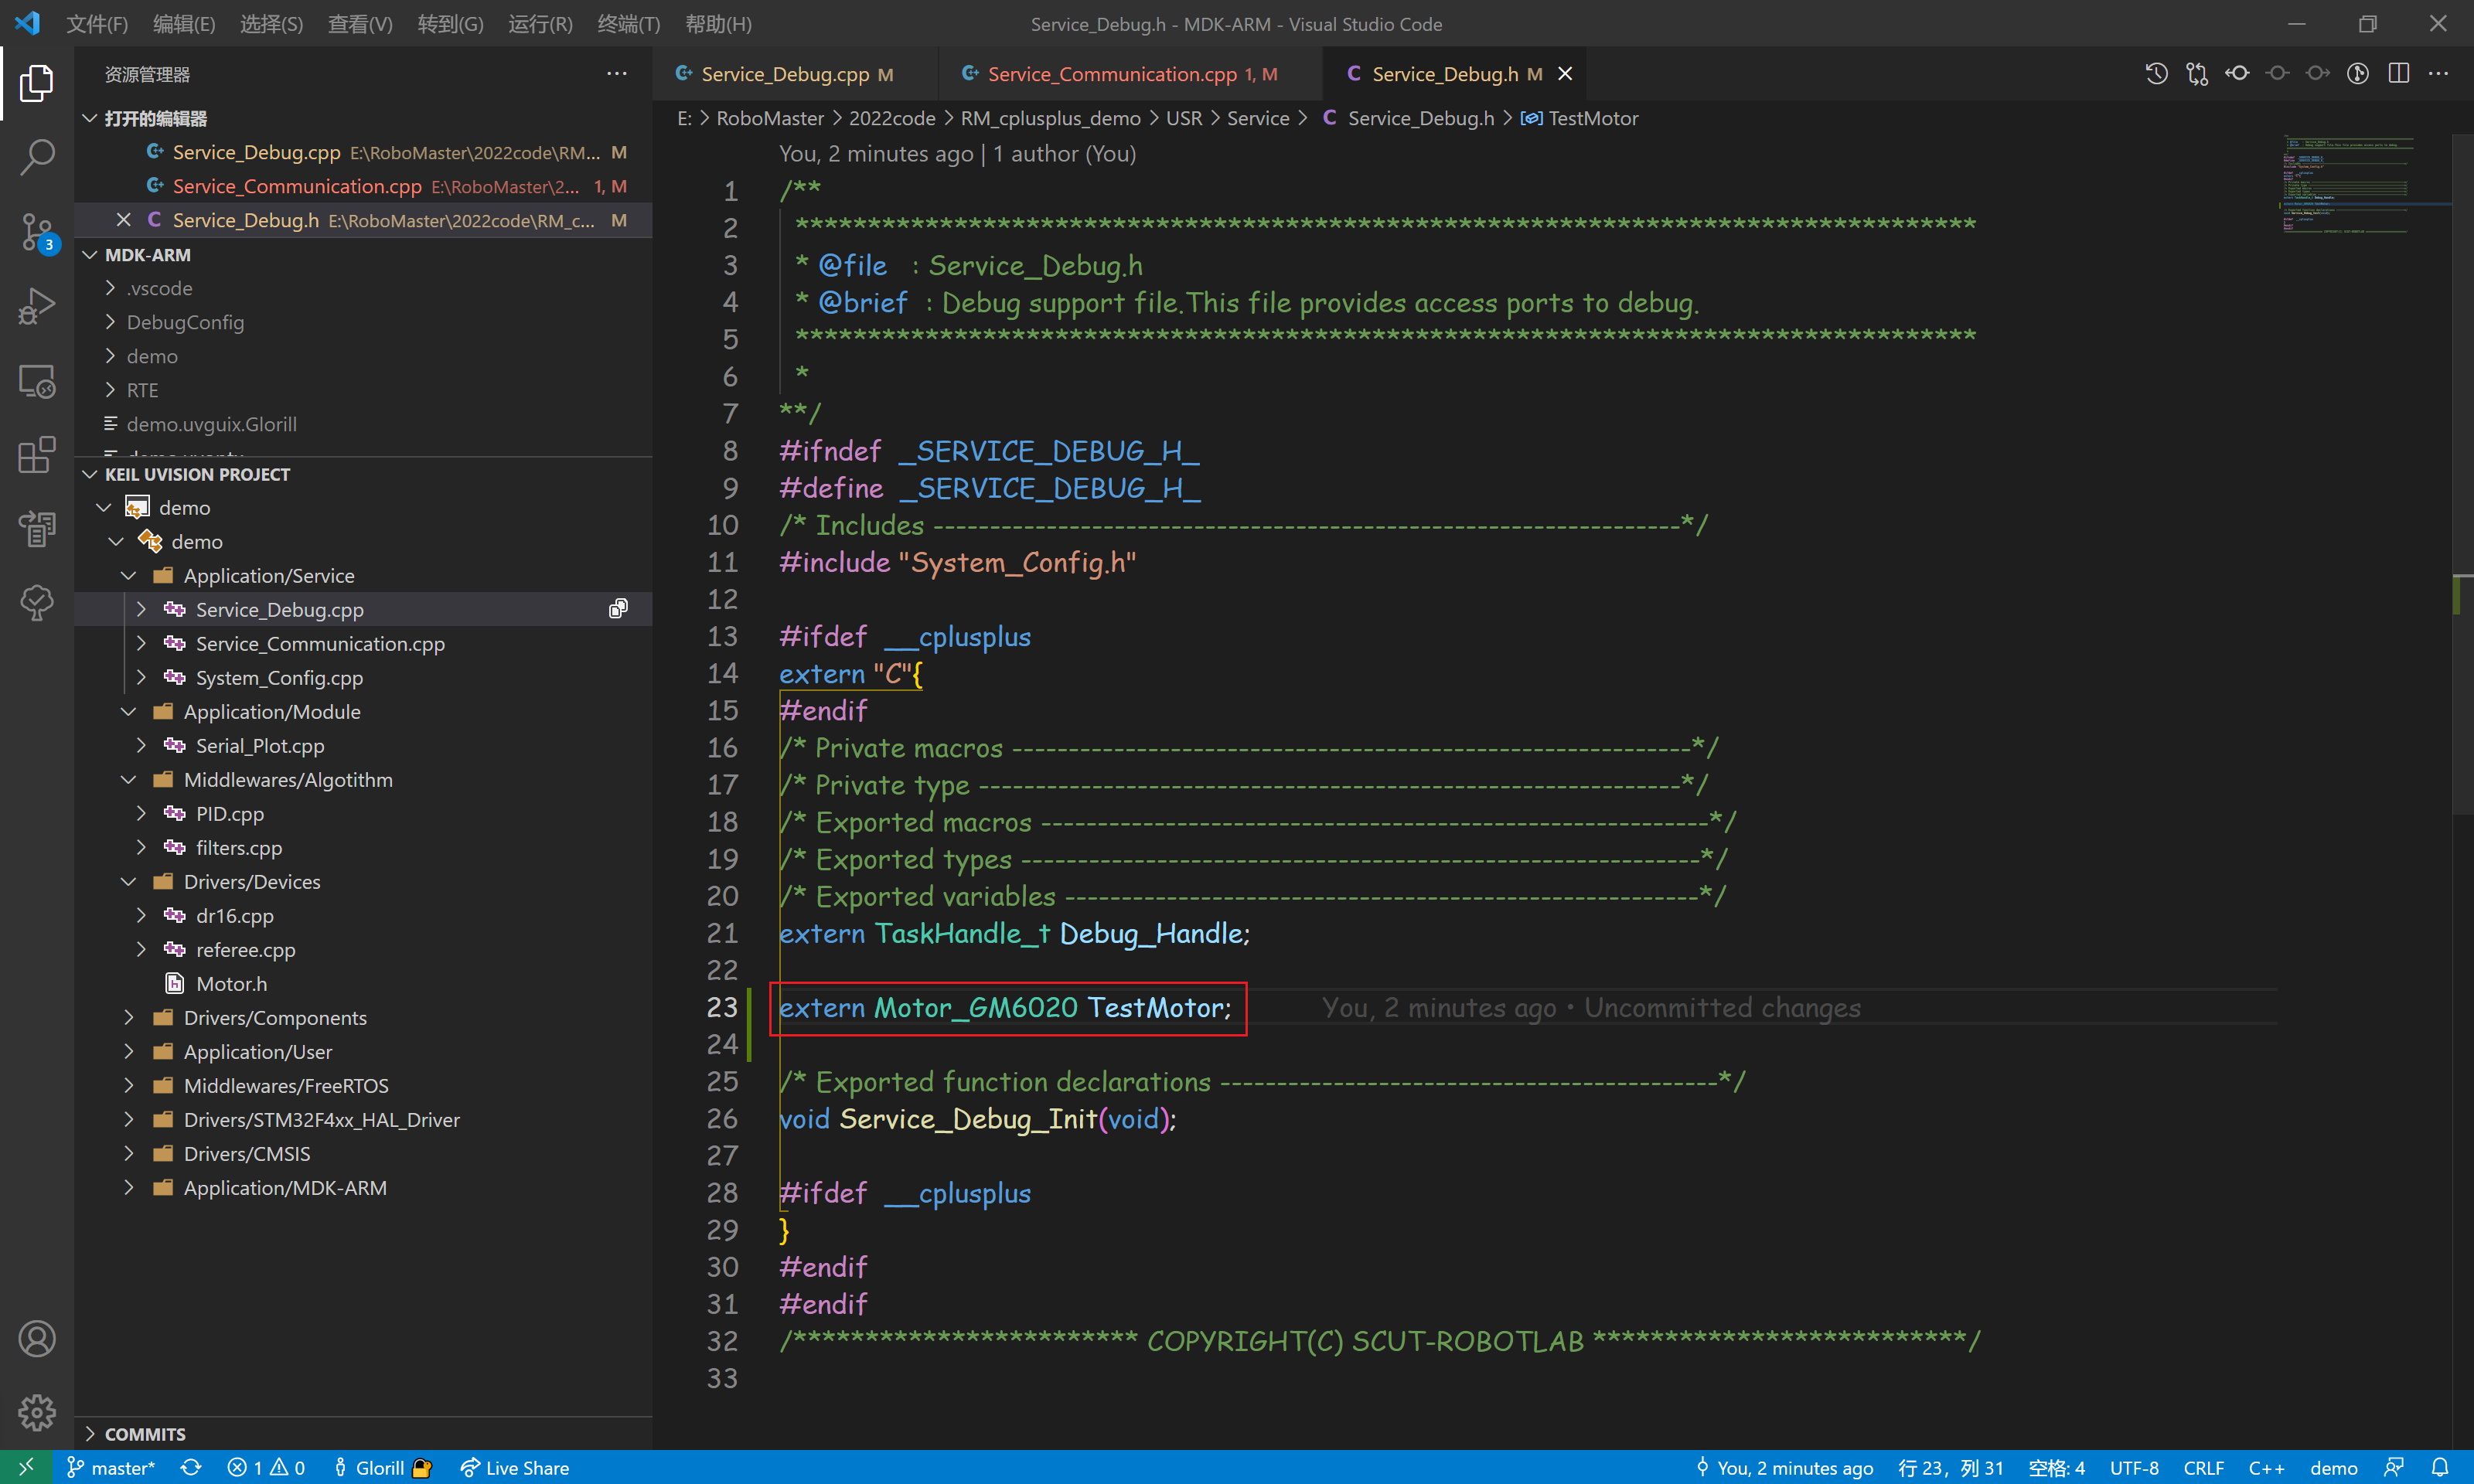 文件(F) 编辑(E) 选择(S) 查看(V) 转到(G) 运行(R) 终端(T) 帮助(H) Service_Debug.h - MDK-ARM - Visual Studio Code
资源管理器 ···
打开的编辑器
Service_Debug.cpp E:\RoboMaster\2022code\RM... M
Service_Communication.cpp E:\RoboMaster\2... 1, M
Service_Debug.h E:\RoboMaster\2022code\RM_c... M
3
MDK-ARM
.vscode
DebugConfig
demo
RTE
demo.uvguix.Glorill
KEIL UVISION PROJECT
demo
demo
Application/Service
Service_Debug.cpp
Service_Communication.cpp
System_Config.cpp
Application/Module
Serial_Plot.cpp
Middlewares/Algotithm
PID.cpp
filters.cpp
Drivers/Devices
dr16.cpp
referee.cpp
Motor.h
Drivers/Components
Application/User
Middlewares/FreeRTOS
Drivers/STM32F4xx_HAL_Driver
Drivers/CMSIS
Application/MDK-ARM
COMMITS
Service_Debug.cpp M Service_Communication.cpp 1, M Service_Debug.h M
E: > RoboMaster > 2022code > RM_cplusplus_demo > USR > Service > C Service_Debug.h > TestMotor
You, 2 minutes ago | 1 author (You)
1 /**
2 **********************************************************************************
3 * @file : Service_Debug.h
4 * @brief : Debug support file.This file provides access ports to debug.
5 **********************************************************************************
6 *
7 **/
8 #ifndef _SERVICE_DEBUG_H_
9 #define _SERVICE_DEBUG_H_
10 /* Includes ------------------------------------------------------------------*/
11 #include "System_Config.h"
12
13 #ifdef __cplusplus
14 extern "C"{
15 #endif
16 /* Private macros ------------------------------------------------------------*/
17 /* Private type --------------------------------------------------------------*/
18 /* Exported macros -----------------------------------------------------------*/
19 /* Exported types ------------------------------------------------------------*/
20 /* Exported variables --------------------------------------------------------*/
21 extern TaskHandle_t Debug_Handle;
22
23 extern Motor_GM6020 TestMotor; You, 2 minutes ago • Uncommitted changes
24
25 /* Exported function declarations --------------------------------------------*/
26 void Service_Debug_Init(void);
27
28 #ifdef __cplusplus
29 }
30 #endif
31 #endif
32 /************************ COPYRIGHT(C) SCUT-ROBOTLAB **************************/
33
master* 1 0 Glorill Live Share You, 2 minutes ago 行 23，列 31 空格: 4 UTF-8 CRLF C++ demo